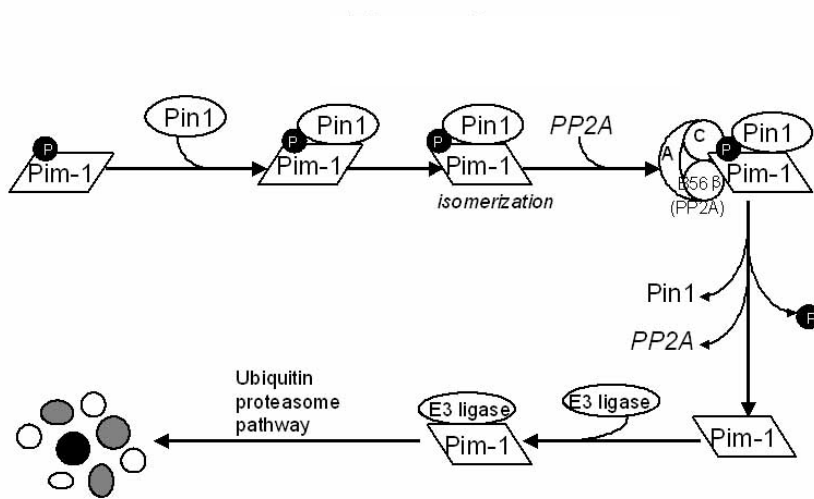 P
Pim-1
Pin1
P
Pin1
Pim-1
P
Pin1
Pim-1
isomerization
PP2A
A
C
B56 β
(PP2A)
P
Pin1
Pim-1
Pin1
P
PP2A
Pim-1
E3 ligase
E3 ligase
Pim-1
Ubiquitin
proteasome
pathway